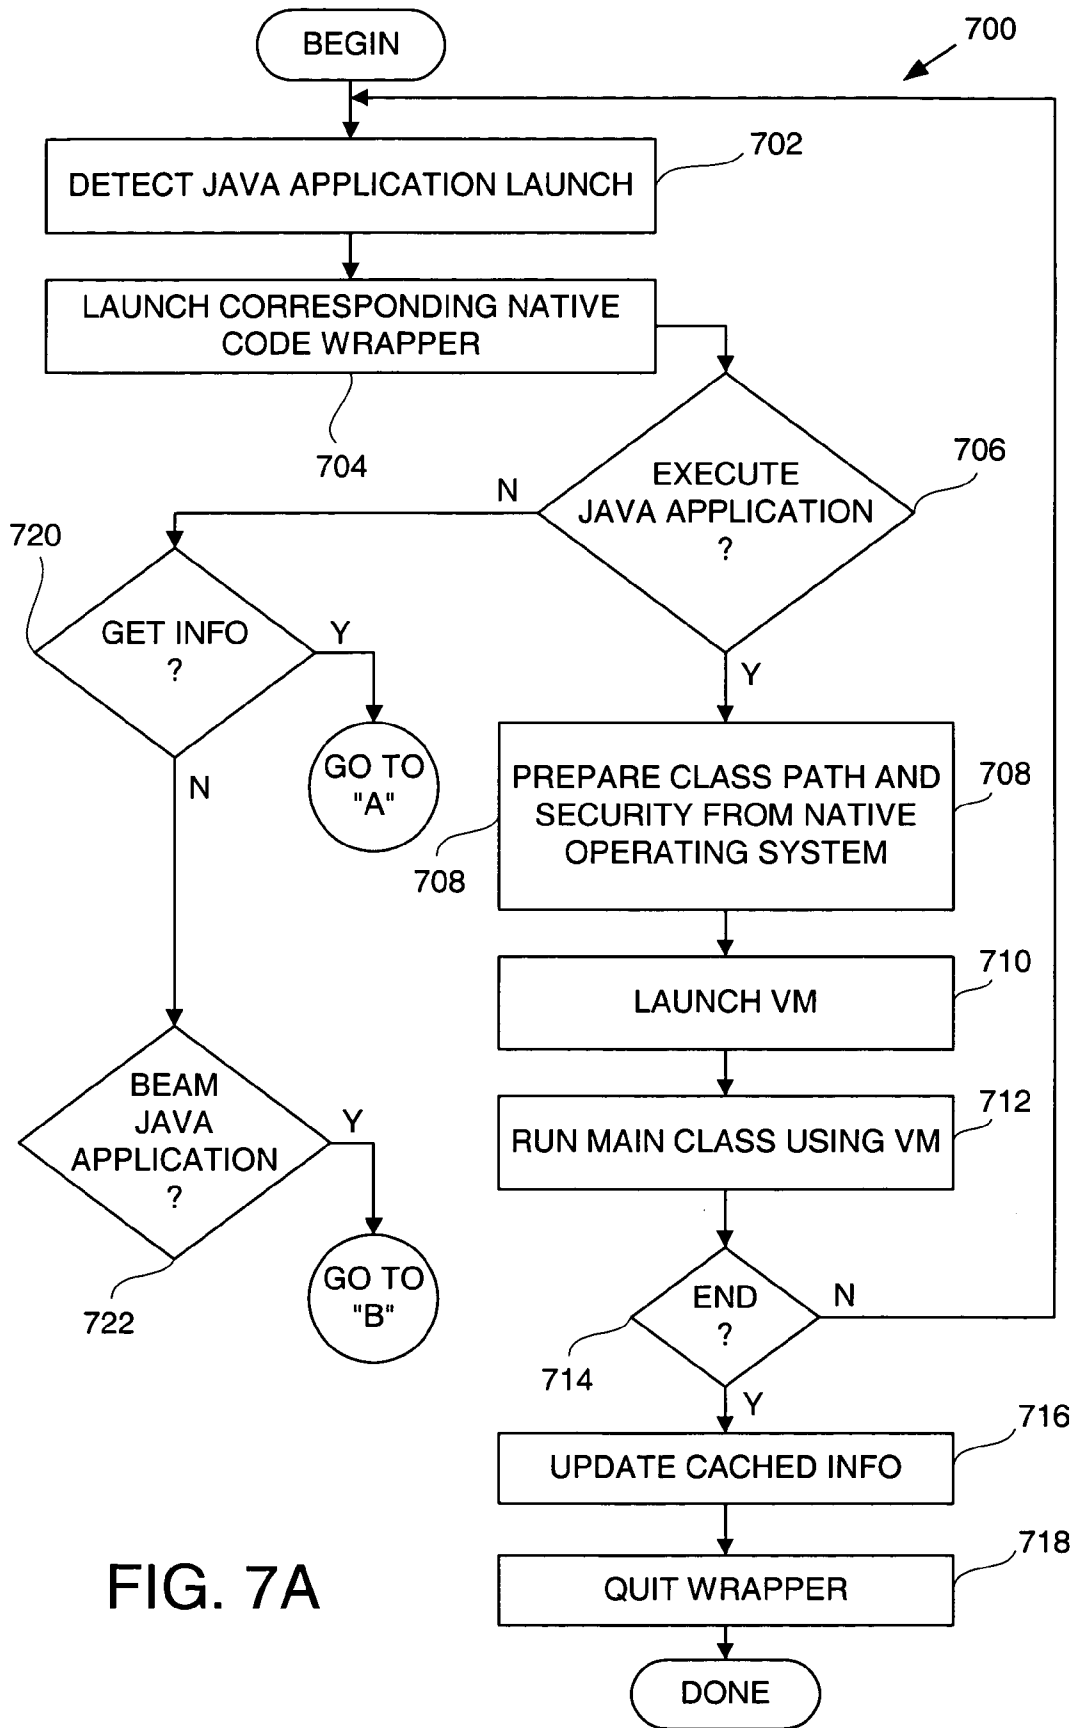 BEGIN
700
DETECT JAVA APPLICATION LAUNCH
702
LAUNCH CORRESPONDING NATIVE
CODE WRAPPER
704
EXECUTE
JAVA APPLICATION
?
706
N
Y
720
GET INFO
?
Y
N
GO TO
"A"
PREPARE CLASS PATH AND
SECURITY FROM NATIVE
OPERATING SYSTEM
708
708
LAUNCH VM
710
BEAM
JAVA
APPLICATION
?
Y
722
GO TO
"B"
RUN MAIN CLASS USING VM
712
END
?
N
714
Y
UPDATE CACHED INFO
716
QUIT WRAPPER
718
DONE
FIG. 7A